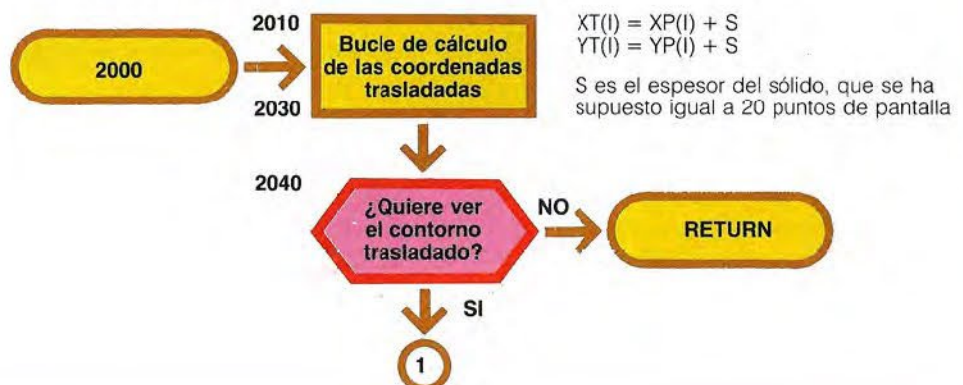 2000
2010
Bucle de cálculo
de las coordenadas
trasladadas
2030
XT(I) = XP(I) + S
YT(I) = YP(I) + S
S es el espesor del sólido, que se ha
supuesto igual a 20 puntos de pantalla
2040
¿Quiere ver
el contorno
trasladado?
NO
RETURN
SI
1